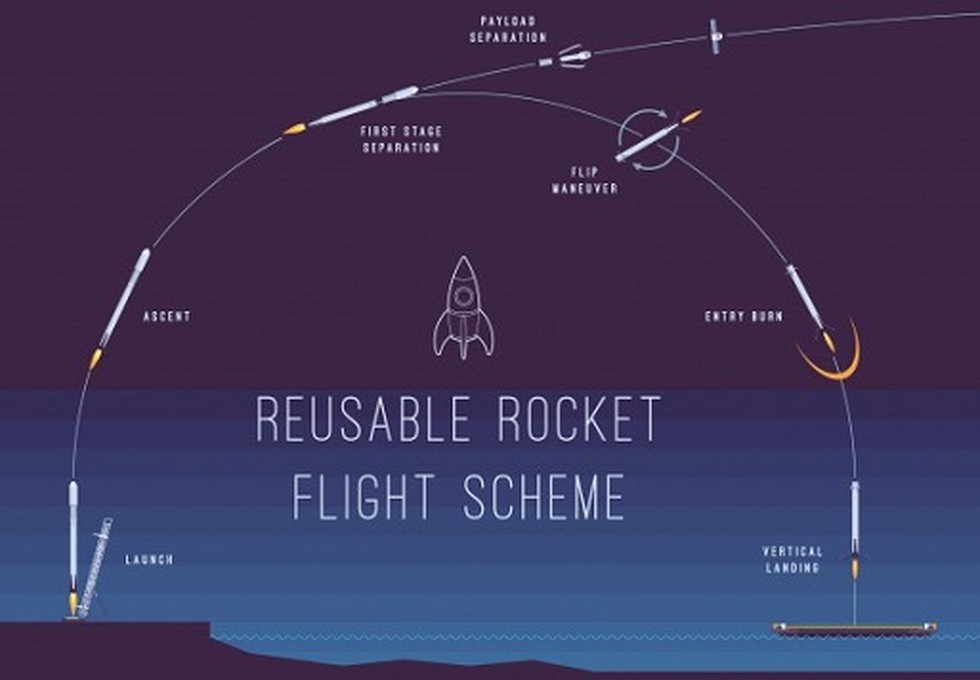 PAYLOAD
SEPARATION
FIRST STAGE
SEPARATION
FLIP
MANEUVER
ASCENT
ENTRY BURN
REUSABLE ROCKET
FLIGHT SCHEME
LAUNCH
VERTICAL
LANDING